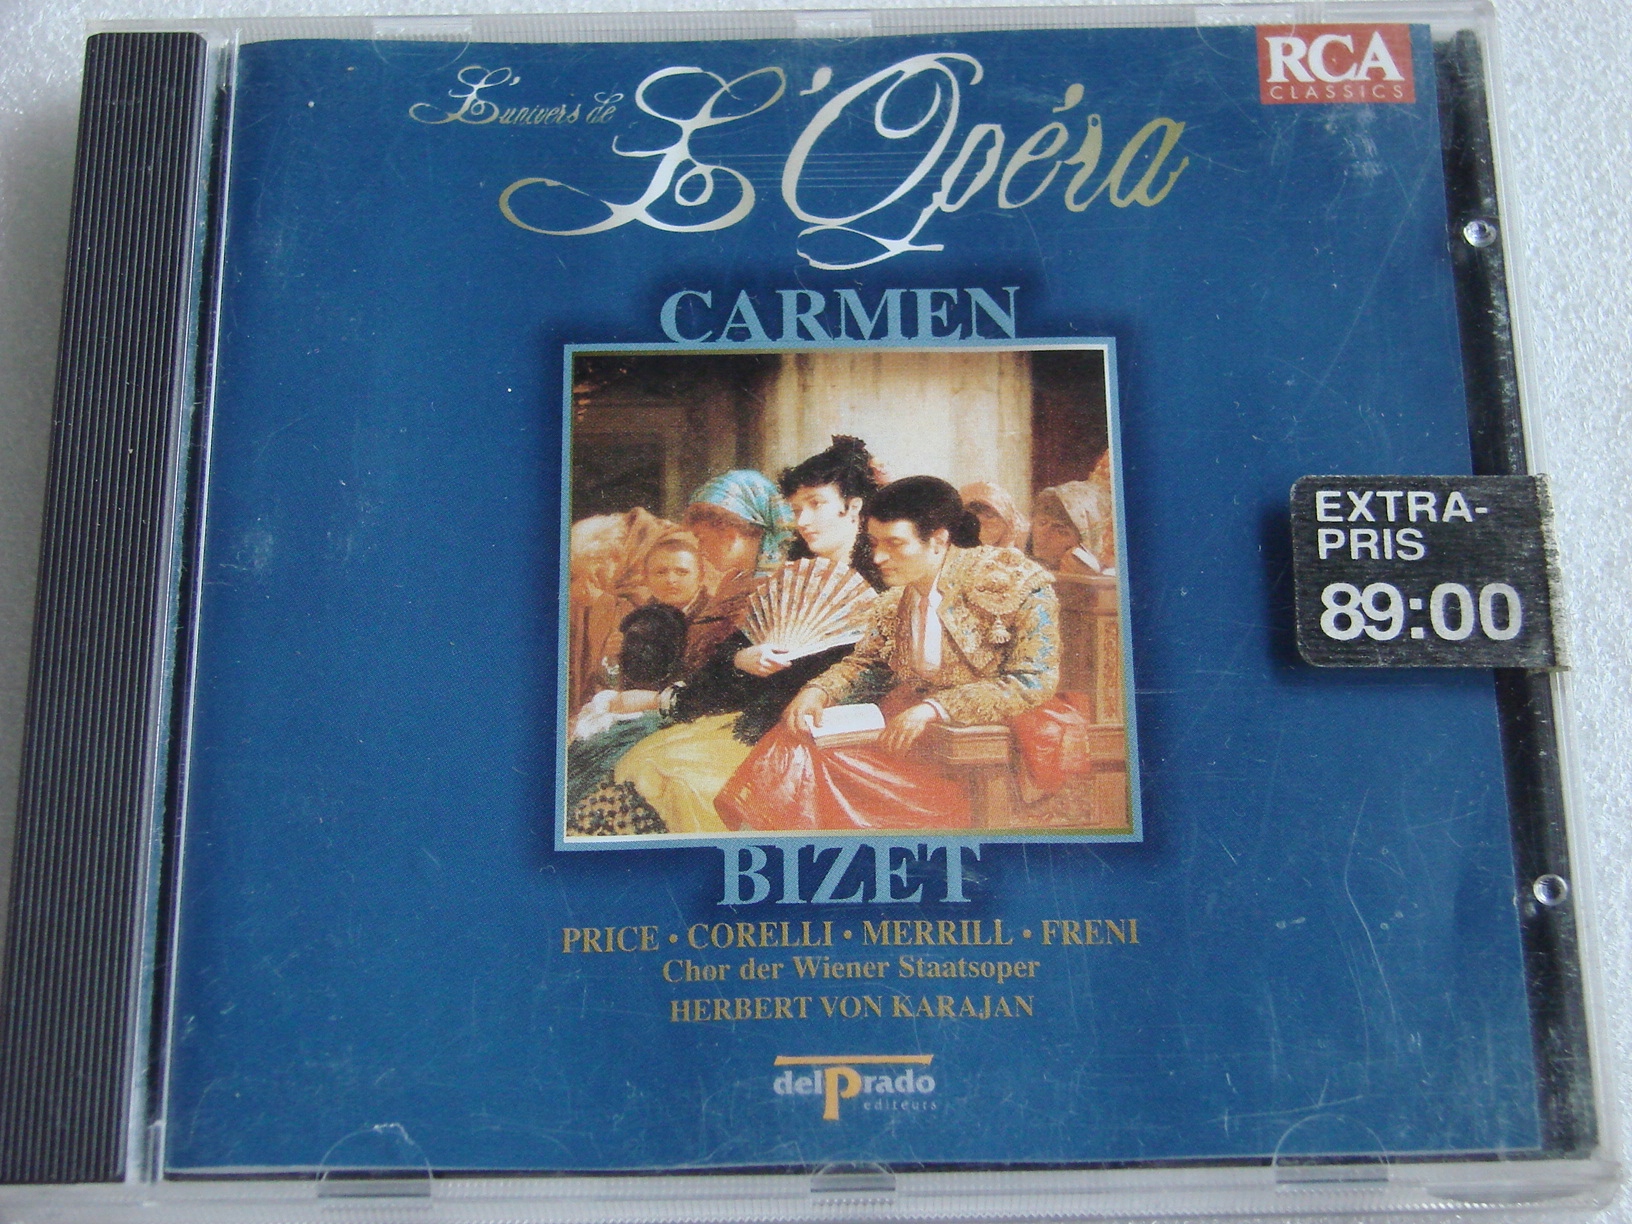 L'univers de
L'Opéra
RCA
CLASSICS
CARMEN
EXTRA-
PRIS
89:00
BIZET
PRICE • CORELLI • MERRILL • FRENI
Chor der Wiener Staatsoper
HERBERT VON KARAJAN
delPrado
editeurs